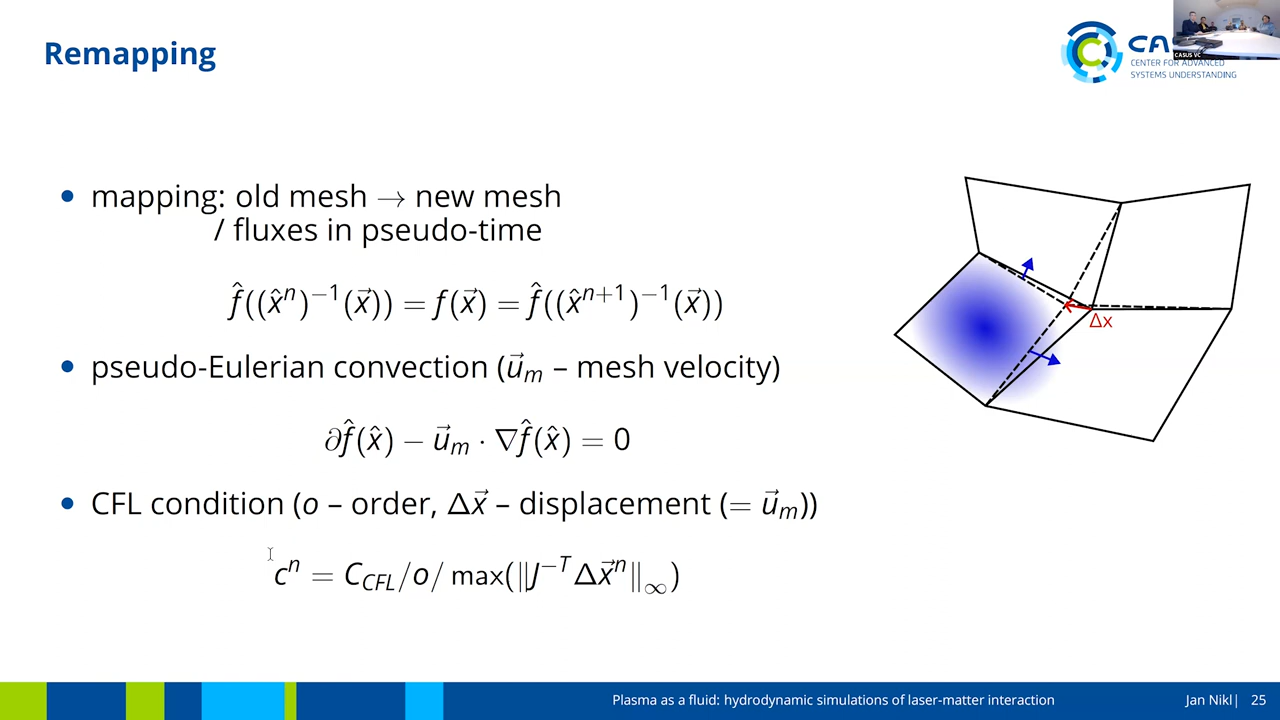 Remapping
CASUS VC
CENTER FOR ADVANCED
SYSTEMS UNDERSTANDING
• mapping: old mesh → new mesh
/ fluxes in pseudo-time
f̂((x̂ⁿ)⁻¹(x⃗)) = f(x⃗) = f̂((x̂ⁿ⁺¹)⁻¹(x⃗))
Δx
• pseudo-Eulerian convection (u⃗ₘ – mesh velocity)
∂f̂(x̂) − u⃗ₘ · ∇f̂(x̂) = 0
• CFL condition (o – order, Δx⃗ – displacement (= u⃗ₘ))
cⁿ = C_CFL/o/ max(‖J⁻ᵀΔx⃗ⁿ‖_∞)
Plasma as a fluid: hydrodynamic simulations of laser-matter interaction
Jan Nikl| 25